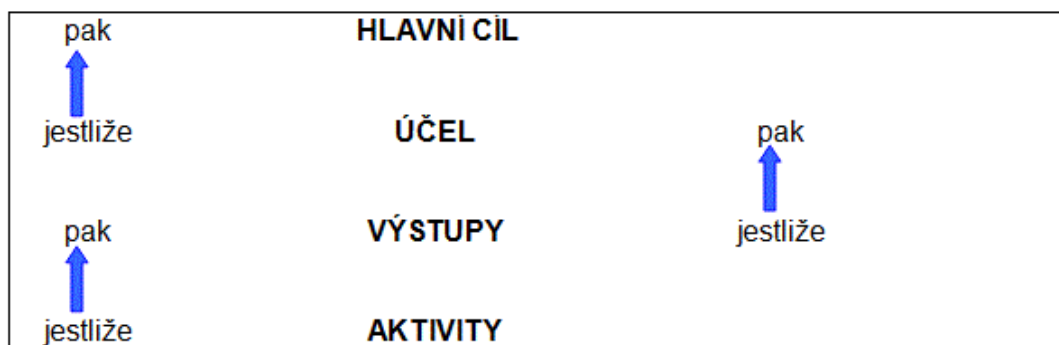 pak HLAVNÍ CÍL
jestliže ÚČEL pak
pak VÝSTUPY jestliže
jestliže AKTIVITY